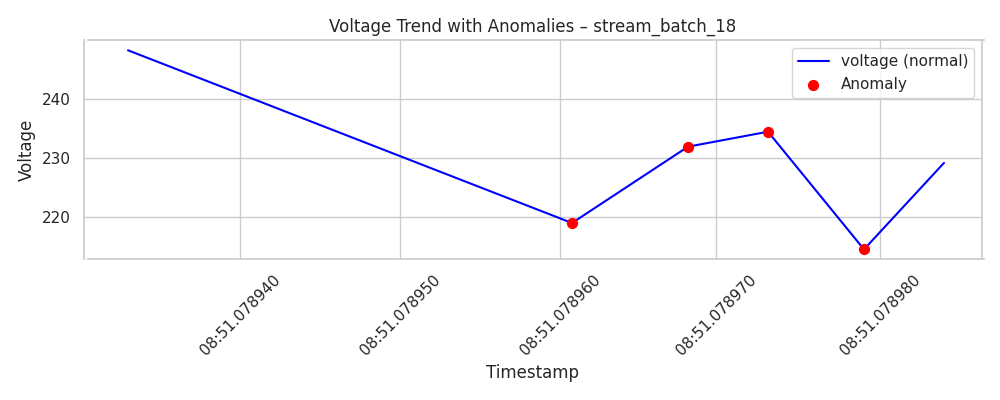 Voltage Trend with Anomalies – stream_batch_18
voltage (normal)
Anomaly
Voltage
240
230
220
08:51.078940
08:51.078950
08:51.078960
08:51.078970
08:51.078980
Timestamp